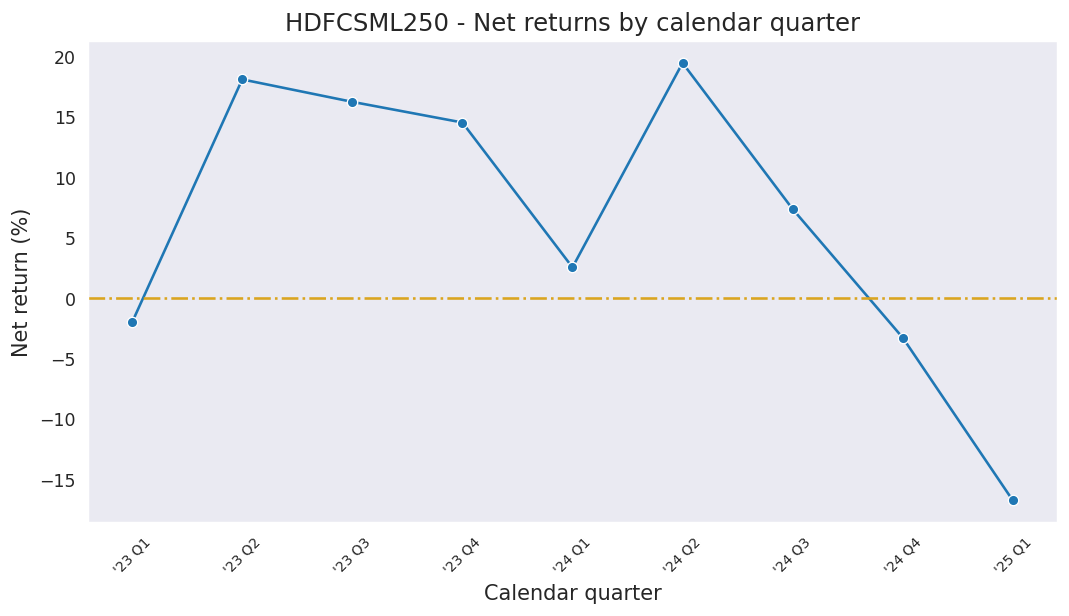 HDFCSML250 - Net returns by calendar quarter
Net return (%)
20
15
10
5
0
−5
−10
−15
'23 Q1
'23 Q2
'23 Q3
'23 Q4
'24 Q1
'24 Q2
'24 Q3
'24 Q4
'25 Q1
Calendar quarter